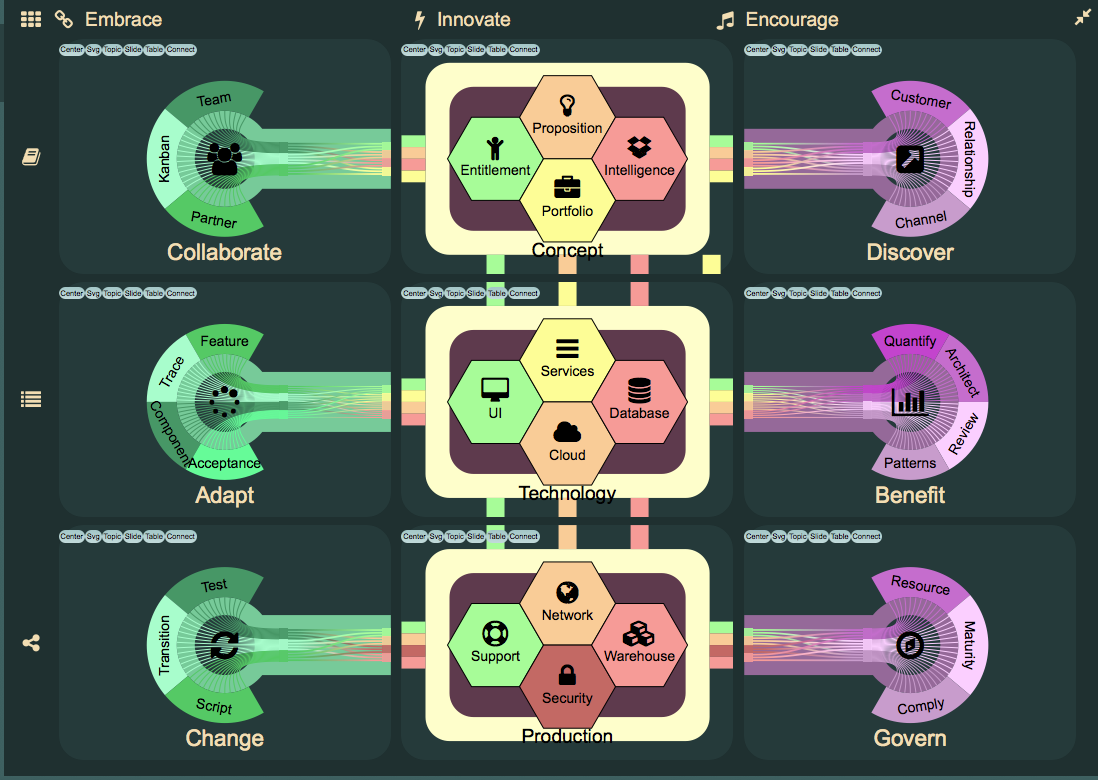 Embrace
Innovate
Encourage
Center Svg Topic Slide Table Connect
Team
Kanban
Partner
Collaborate
Center Svg Topic Slide Table Connect
Proposition
Entitlement
Intelligence
Portfolio
Concept
Center Svg Topic Slide Table Connect
Customer
Relationship
Channel
Discover
Center Svg Topic Slide Table Connect
Feature
Trace
Component
Acceptance
Adapt
Center Svg Topic Slide Table Connect
Services
UI
Database
Cloud
Technology
Center Svg Topic Slide Table Connect
Quantify
Architect
Review
Patterns
Benefit
Center Svg Topic Slide Table Connect
Test
Transition
Script
Change
Center Svg Topic Slide Table Connect
Network
Support
Warehouse
Security
Production
Center Svg Topic Slide Table Connect
Resource
Maturity
Comply
Govern